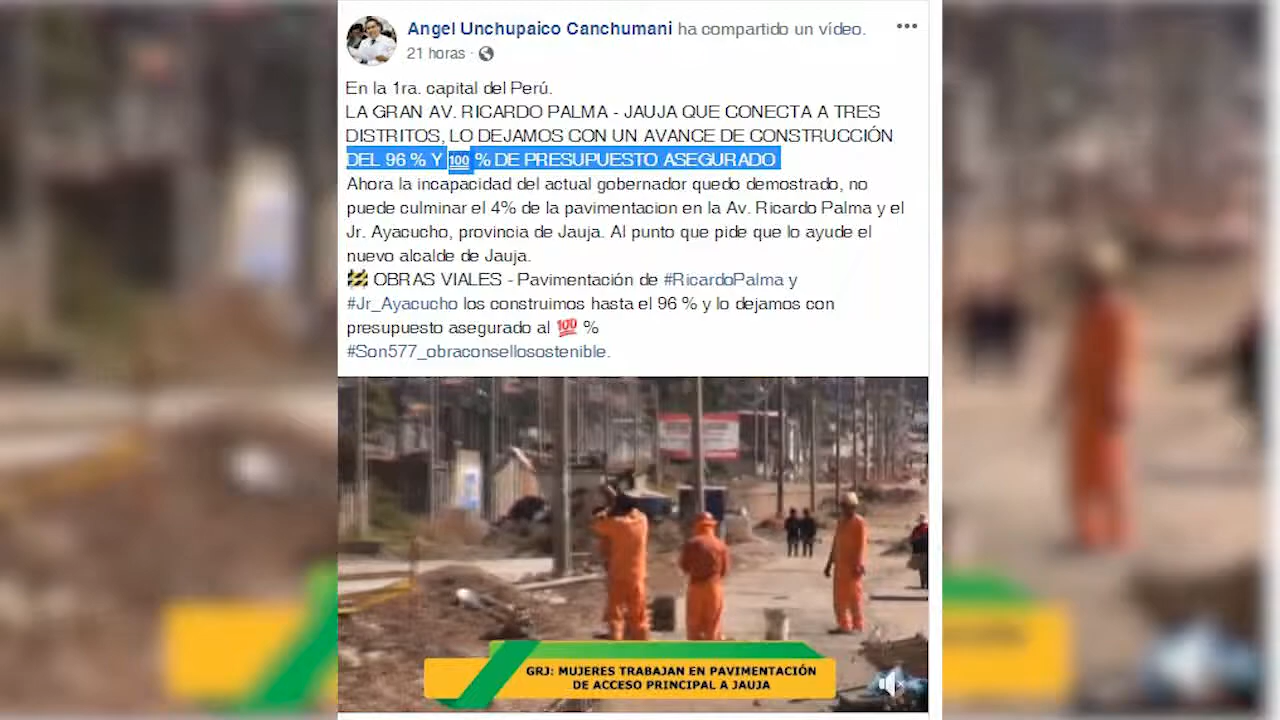 Angel Unchupaico Canchumani ha compartido un vídeo.
21 horas ·
En la 1ra. capital del Perú.
LA GRAN AV. RICARDO PALMA - JAUJA QUE CONECTA A TRES
DISTRITOS, LO DEJAMOS CON UN AVANCE DE CONSTRUCCIÓN
DEL 96 % Y 💯 % DE PRESUPUESTO ASEGURADO
Ahora la incapacidad del actual gobernador quedo demostrado, no
puede culminar el 4% de la pavimentacion en la Av. Ricardo Palma y el
Jr. Ayacucho, provincia de Jauja. Al punto que pide que lo ayude el
nuevo alcalde de Jauja.
🚧 OBRAS VIALES - Pavimentación de #RicardoPalma y
#Jr_Ayacucho los construimos hasta el 96 % y lo dejamos con
presupuesto asegurado al 💯 %
#Son577_obraconsellosostenible.
GRJ: MUJERES TRABAJAN EN PAVIMENTACIÓN
DE ACCESO PRINCIPAL A JAUJA